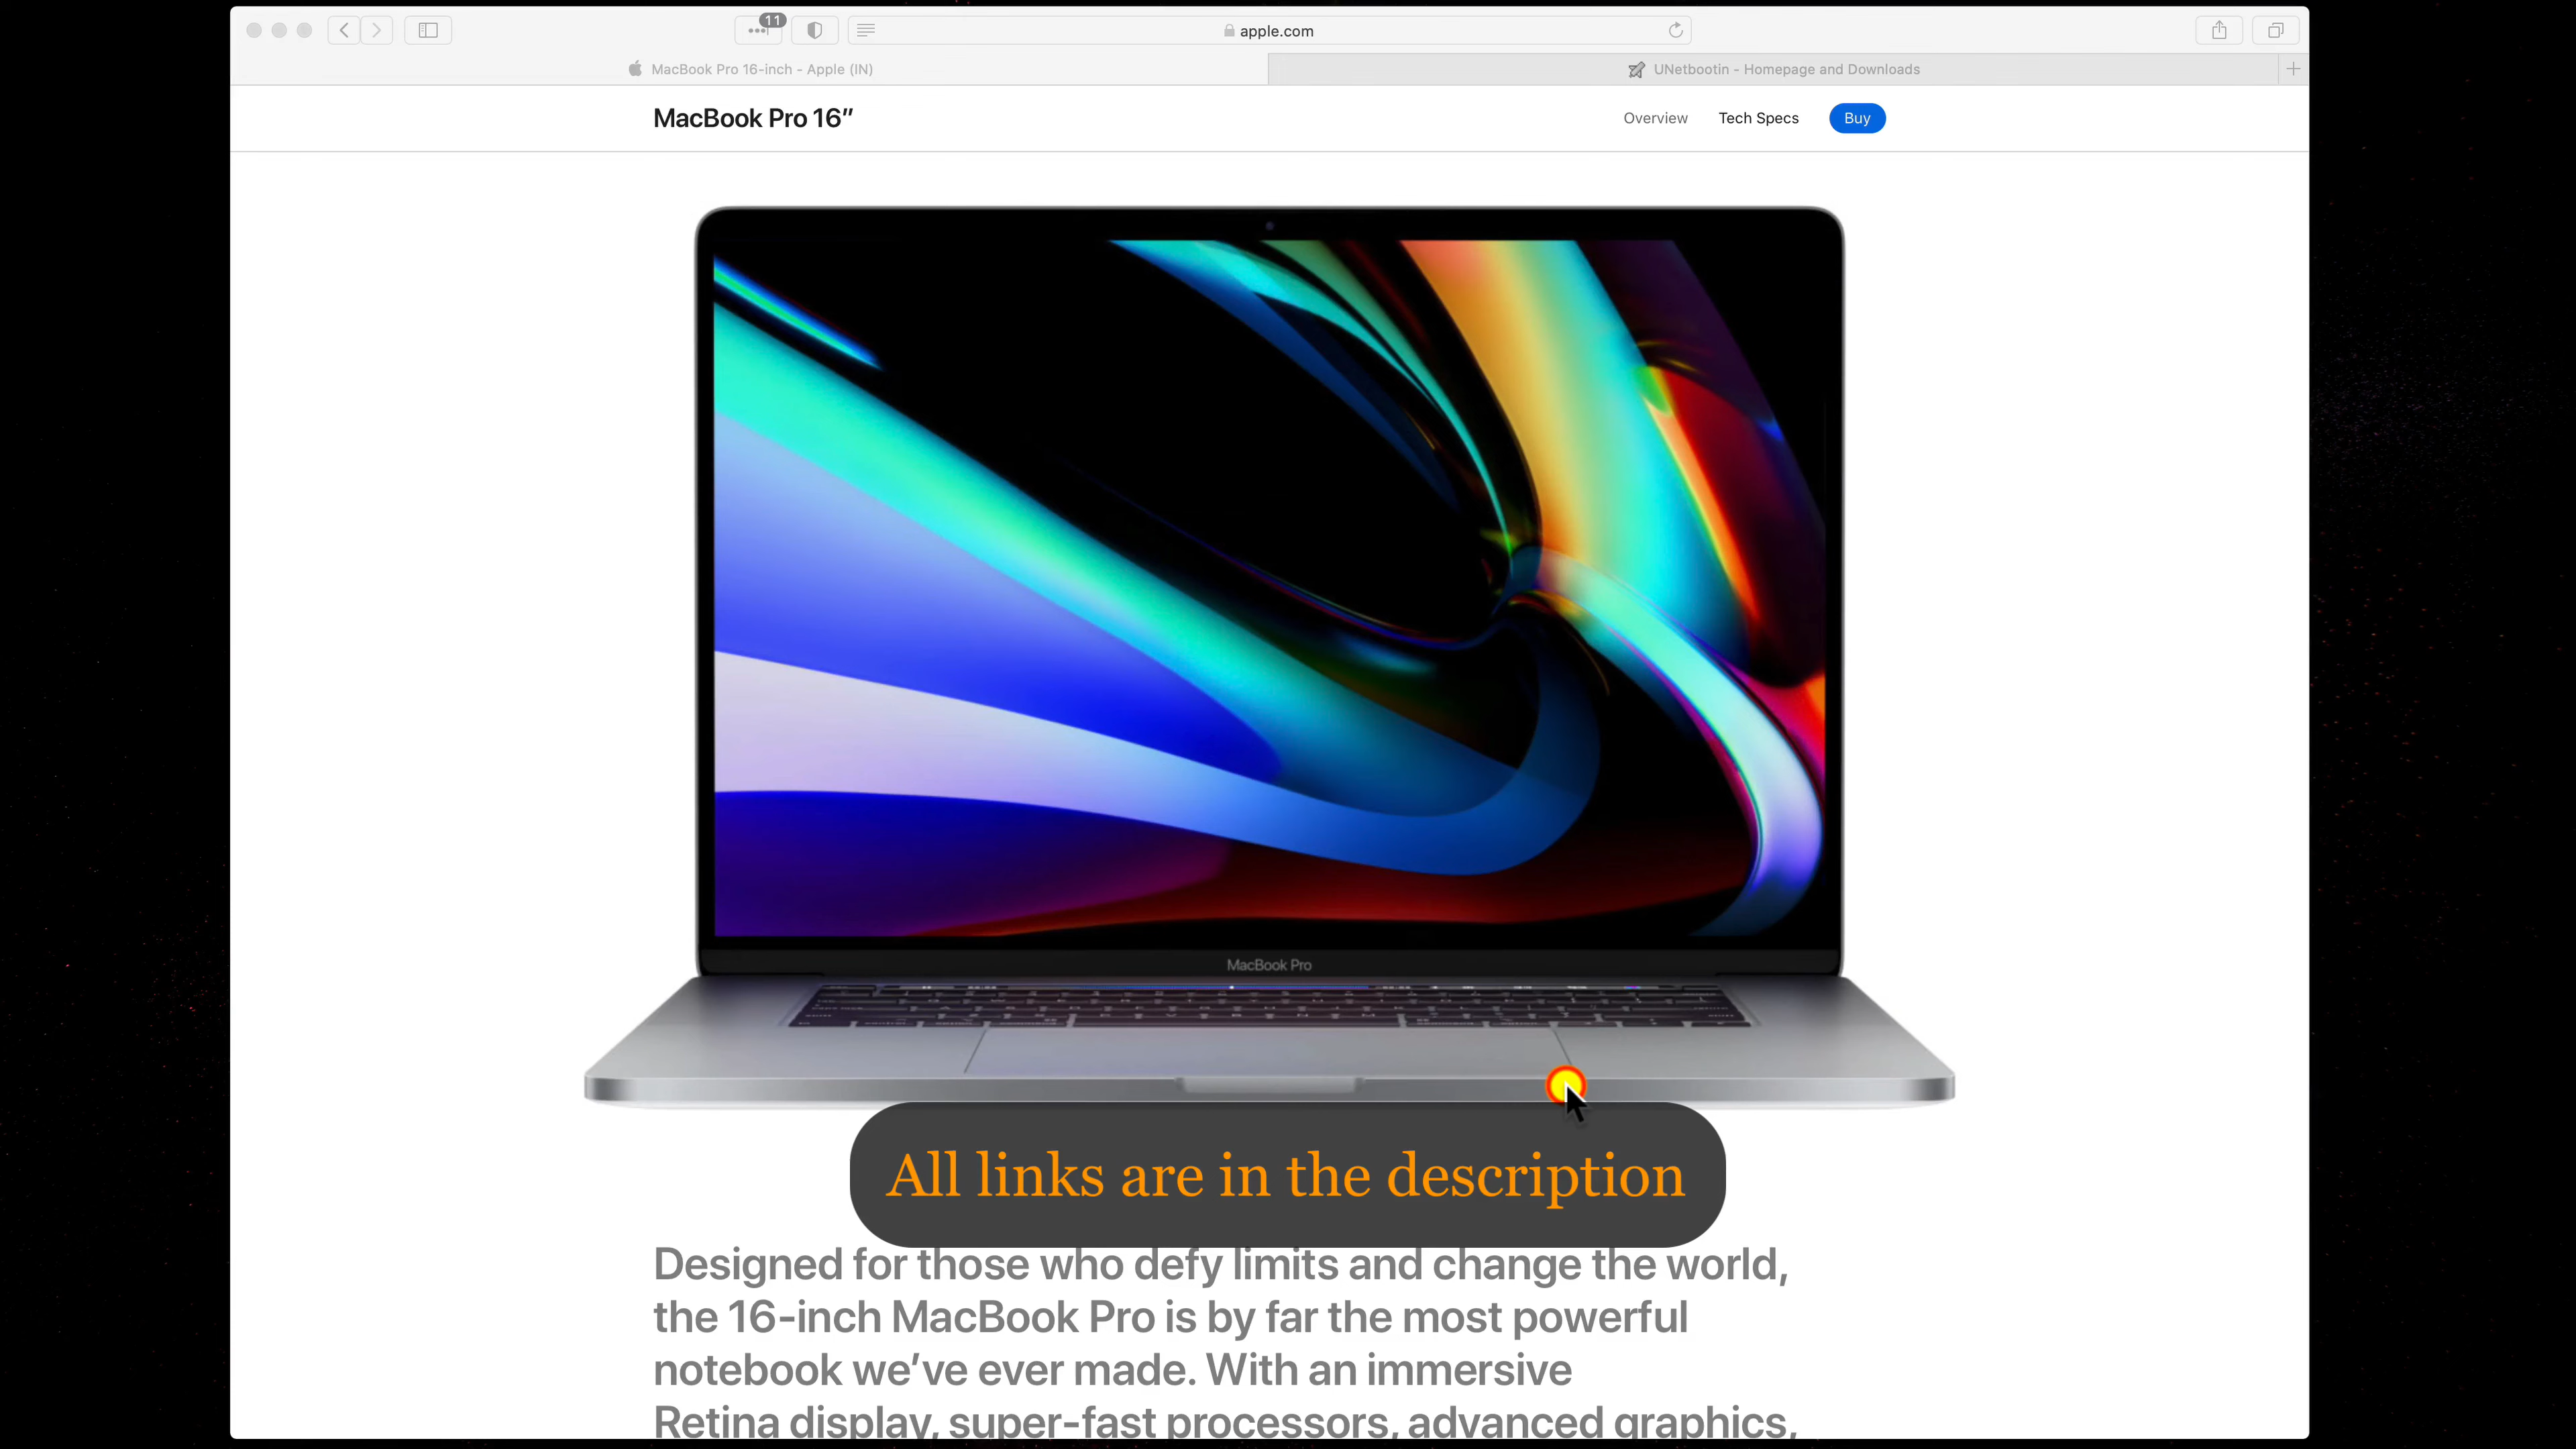 11
apple.com
MacBook Pro 16-inch - Apple (IN)
UNetbootin - Homepage and Downloads
MacBook Pro 16″
Overview
Tech Specs
Buy
MacBook Pro
All links are in the description
Designed for those who defy limits and change the world,
the 16-inch MacBook Pro is by far the most powerful
notebook we’ve ever made. With an immersive
Retina display, super-fast processors, advanced graphics,